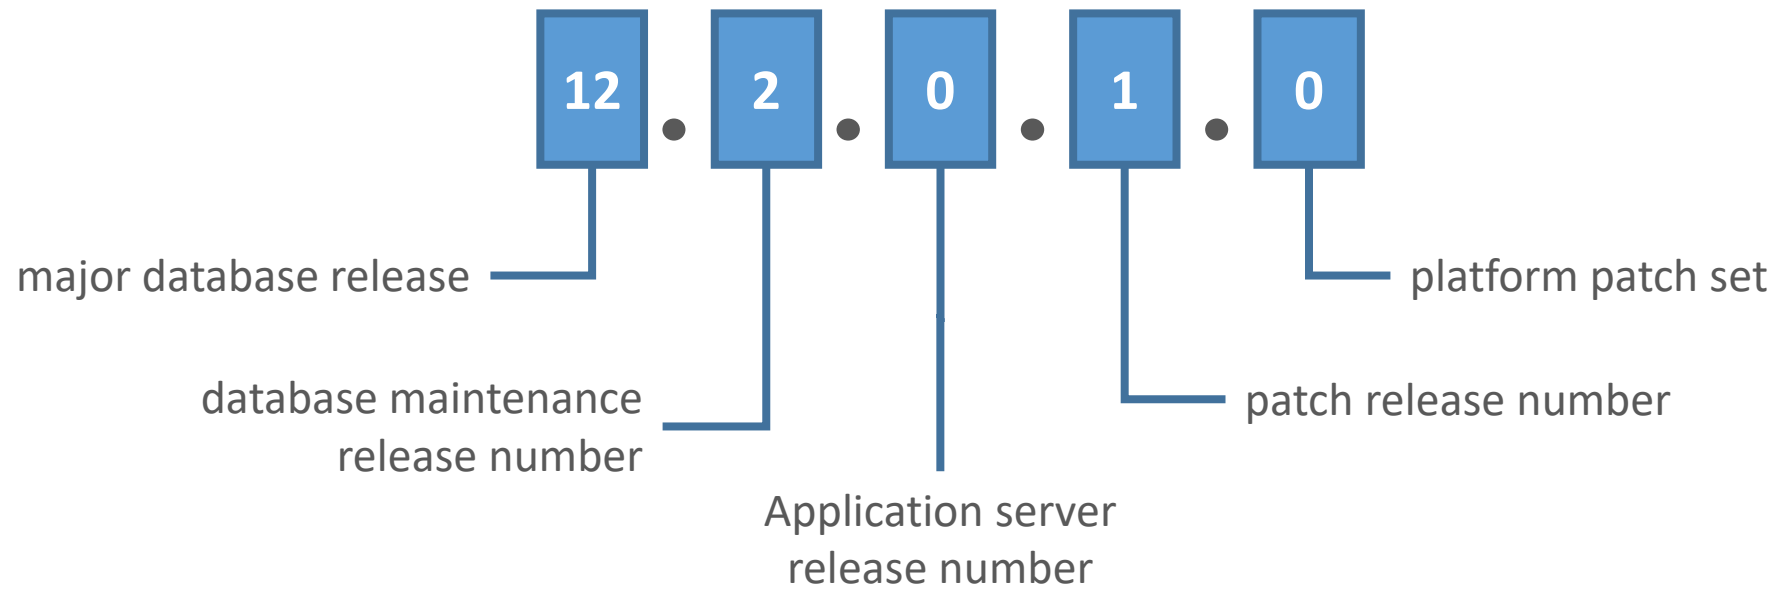 12 . 2 . 0 . 1 . 0
major database release
platform patch set
database maintenance
release number
patch release number
Application server
release number